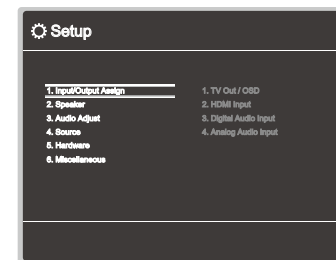 Setup
1. Input/Output Assign
2. Speaker
3. Audio Adjust
4. Source
5. Hardware
6. Miscellaneous
1. TV Out / OSD
2. HDMI Input
3. Digital Audio Input
4. Analog Audio Input